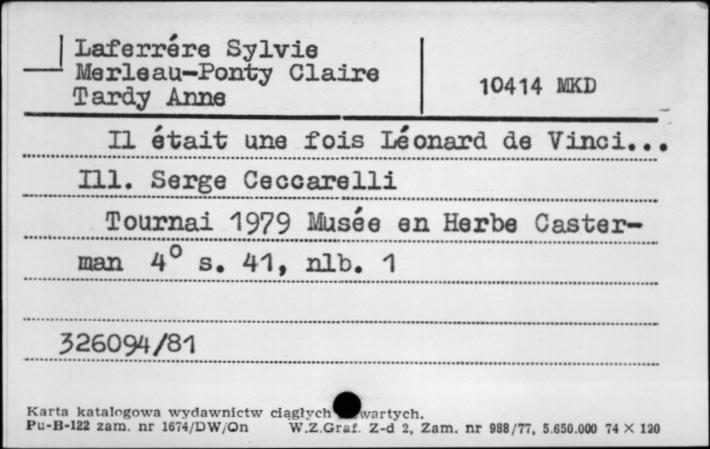 Laferrére Sylvie
Merleau-Ponty Claire
Tardy Anne
10414 MKD
Il était une fois Léonard de Vinci...
Ill. Serge Ceccarelli
Tournai 1979 Musée en Herbe Caster-
man 4° s. 41, nlb. 1
326094/81
Karta katalogowa wydawnictw ciągłych wartych.
Pu-B-122 zam. nr 1674/DW/On W.Z.Graf. Z-d 2, Zam. nr 988/77, 5.650.000 74 × 120